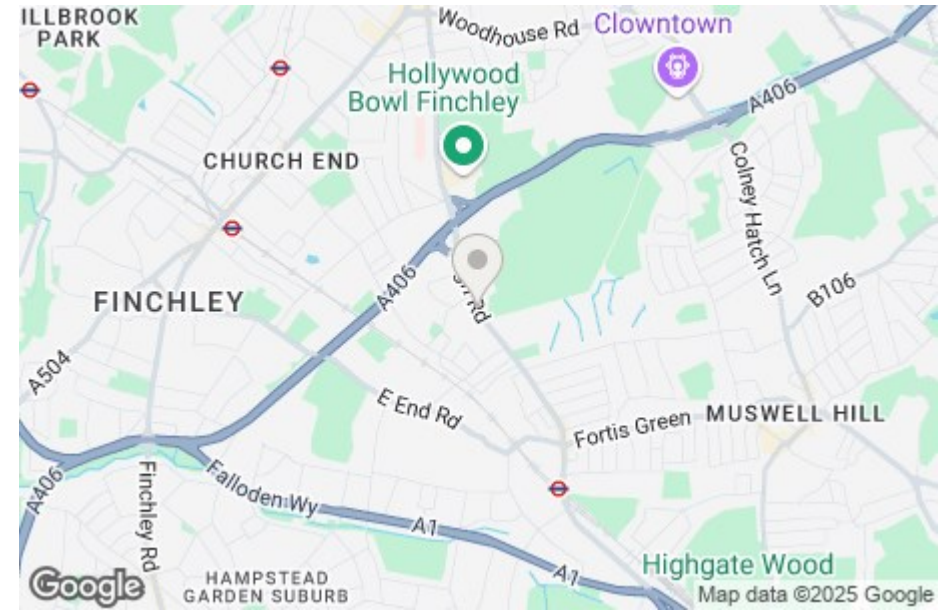 ILLBROOK
PARK
Woodhouse Rd
Clowntown
Hollywood
Bowl Finchley
A406
CHURCH END
Colney Hatch Ln
A406
FINCHLEY
B106
A504
E End Rd
Fortis Green
MUSWELL HILL
A406
Falloden Wy
Finchley Rd
A1
A1
Highgate Wood
HAMPSTEAD
GARDEN SUBURB
Google
Map data ©2025 Google